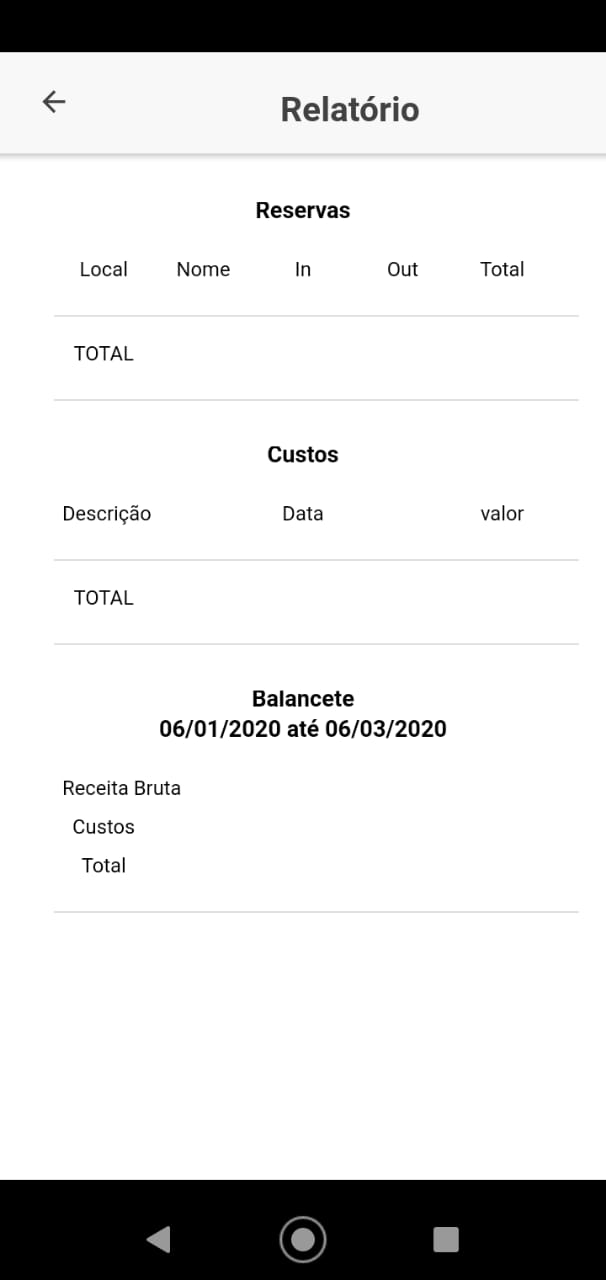 Relatório
Reservas
Local Nome In Out Total
TOTAL
Custos
Descrição Data valor
TOTAL
Balancete
06/01/2020 até 06/03/2020
Receita Bruta
Custos
Total